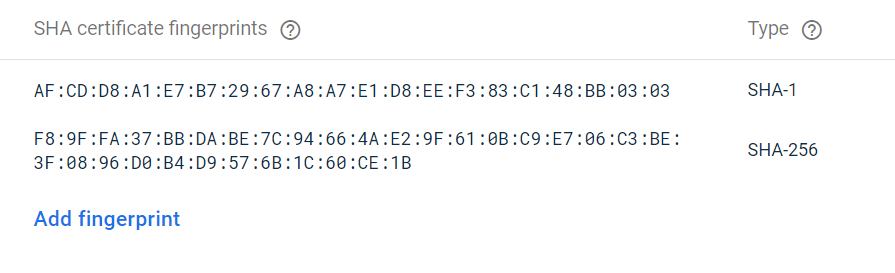 SHA certificate fingerprints
Type
AF:CD:D8:A1:E7:B7:29:67:A8:A7:E1:D8:EE:F3:83:C1:48:BB:03:03
SHA-1
F8:9F:FA:37:BB:DA:BE:7C:94:66:4A:E2:9F:61:0B:C9:E7:06:C3:BE:
3F:08:96:D0:B4:D9:57:6B:1C:60:CE:1B
SHA-256
Add fingerprint